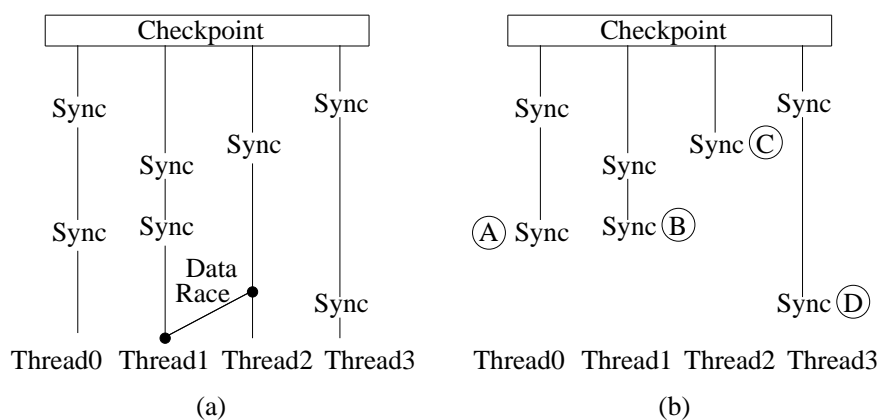 Checkpoint
Sync
Sync
Sync
Sync
Sync
Sync
Data
Race
Sync
Thread0 Thread1 Thread2 Thread3
(a)
Checkpoint
Sync
Sync
Sync C
Sync
A Sync
Sync B
Sync D
Thread0 Thread1 Thread2 Thread3
(b)